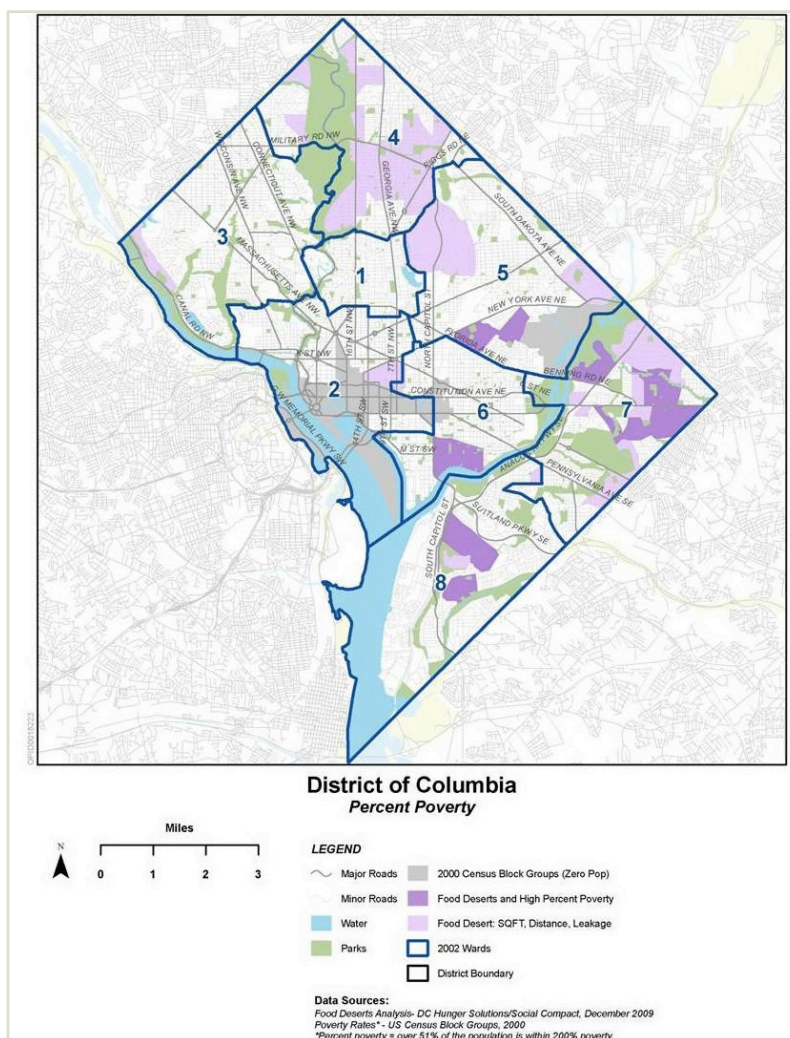 4
MILITARY RD NW
RIGGS RD NE
WISCONSIN AVE NW
CONNECTICUT AVE NW
GEORGIA AVE NW
SOUTH DAKOTA AVE NE
3
MASSACHUSETTS AVE NW
1
5
CANAL RD NW
NEW YORK AVE NE
16TH ST NW
7TH ST NW
NORTH CAPITOL ST
FLORIDA AVE NE
K ST NW
BENNING RD NE
2
CONSTITUTION AVE NE
C ST NE
6
7
G W MEMORIAL PKWY SW
14TH ST SW
M ST SW
PENNSYLVANIA AVE SE
SUITLAND PKWY SE
SOUTH CAPITOL ST
8
District of Columbia
Percent Poverty
Miles
N
0 1 2 3
LEGEND
Major Roads
2000 Census Block Groups (Zero Pop)
Minor Roads
Food Deserts and High Percent Poverty
Water
Food Desert: SQFT, Distance, Leakage
Parks
2002 Wards
District Boundary
Data Sources:
Food Deserts Analysis- DC Hunger Solutions/Social Compact, December 2009
Poverty Rates* - US Census Block Groups, 2000
*Percent poverty = over 51% of the population is within 200% poverty